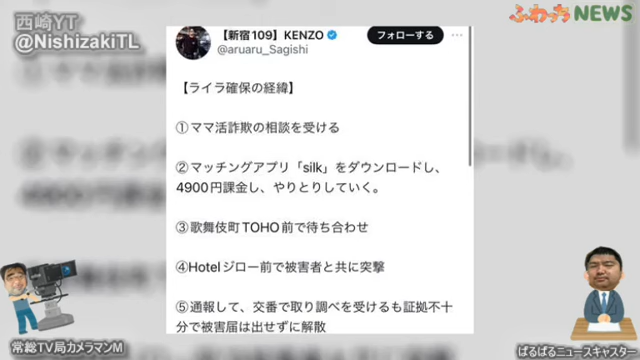 西崎YT
@NishizakiTL
ふわっちNEWS
【新宿109】KENZO
@aruaru_Sagishi
フォローする
【ライラ確保の経緯】
①ママ活詐欺の相談を受ける
②マッチングアプリ「silk」をダウンロードし、
4900円課金し、やりとりしていく。
③歌舞伎町TOHO前で待ち合わせ
④Hotelジロー前で被害者と共に突撃
⑤通報して、交番で取り調べを受けるも証拠不十
分で被害届は出せずに解散
常総TV局カメラマンM
ぱるぱるニュースキャスター